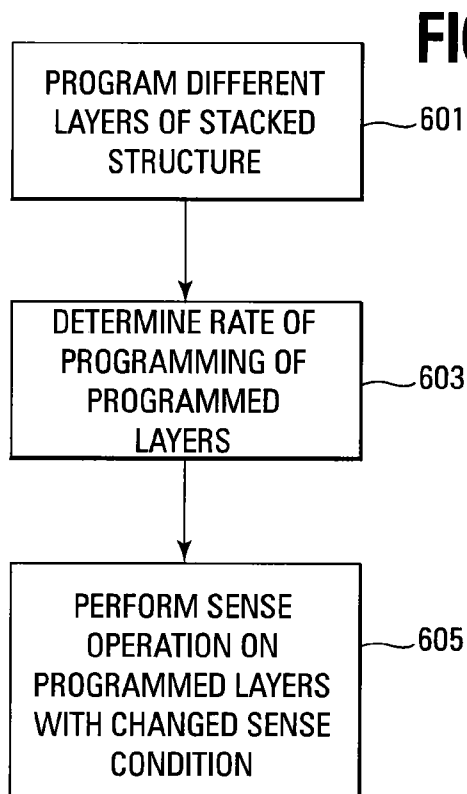 FIG
PROGRAM DIFFERENT
LAYERS OF STACKED
STRUCTURE
601
DETERMINE RATE OF
PROGRAMMING OF
PROGRAMMED
LAYERS
603
PERFORM SENSE
OPERATION ON
PROGRAMMED LAYERS
WITH CHANGED SENSE
CONDITION
605